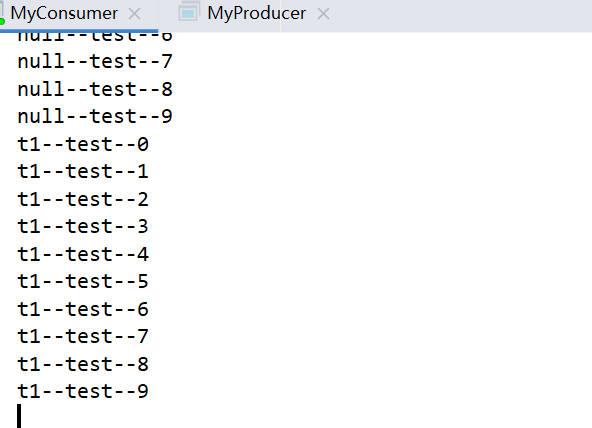 MyConsumer MyProducer
null--test--6
null--test--7
null--test--8
null--test--9
t1--test--0
t1--test--1
t1--test--2
t1--test--3
t1--test--4
t1--test--5
t1--test--6
t1--test--7
t1--test--8
t1--test--9